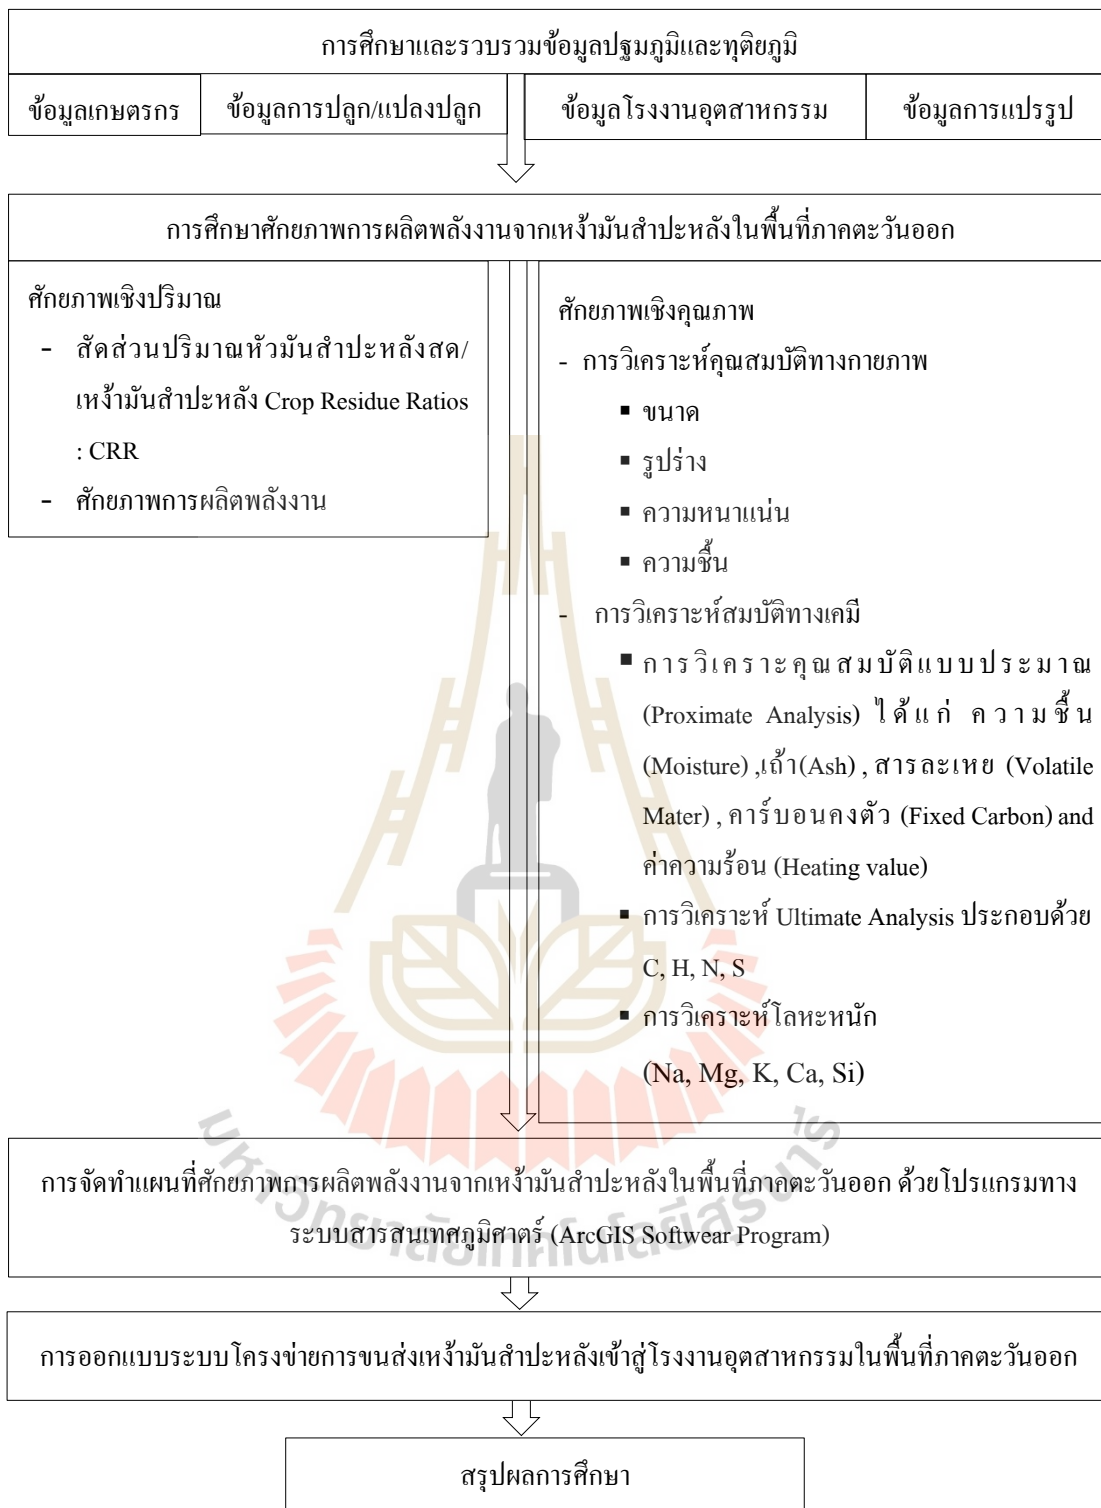 การศึกษาและรวบรวมข้อมูลปฐมภูมิและทุติยภูมิ
ข้อมูลเกษตรกร
ข้อมูลการปลูก/แปลงปลูก
ข้อมูลโรงงานอุตสาหกรรม
ข้อมูลการแปรรูป
การศึกษาศักยภาพการผลิตพลังงานจากเหง้ามันสำปะหลังในพื้นที่ภาคตะวันออก
ศักยภาพเชิงปริมาณ
- สัดส่วนปริมาณหัวมันสำปะหลังสด/
เหง้ามันสำปะหลัง Crop Residue Ratios
: CRR
- ศักยภาพการผลิตพลังงาน
ศักยภาพเชิงคุณภาพ
- การวิเคราะห์คุณสมบัติทางกายภาพ
▪ ขนาด
▪ รูปร่าง
▪ ความหนาแน่น
▪ ความชื้น
- การวิเคราะห์สมบัติทางเคมี
▪ การวิเคราะคุณสมบัติแบบประมาณ
(Proximate Analysis) ได้แก่ ความชื้น
(Moisture) ,เถ้า(Ash) , สารละเหย (Volatile
Mater) , คาร์บอนคงตัว (Fixed Carbon) and
ค่าความร้อน (Heating value)
▪ การวิเคราะห์ Ultimate Analysis ประกอบด้วย
C, H, N, S
▪ การวิเคราะห์โลหะหนัก
(Na, Mg, K, Ca, Si)
การจัดทำแผนที่ศักยภาพการผลิตพลังงานจากเหง้ามันสำปะหลังในพื้นที่ภาคตะวันออก ด้วยโปรแกรมทาง
ระบบสารสนเทศภูมิศาตร์ (ArcGIS Softwear Program)
มหาวิทยาลัยเทคโนโลยีสุรนารี
การออกแบบระบบโครงข่ายการขนส่งเหง้ามันสำปะหลังเข้าสู่โรงงานอุตสาหกรรมในพื้นที่ภาคตะวันออก
สรุปผลการศึกษา